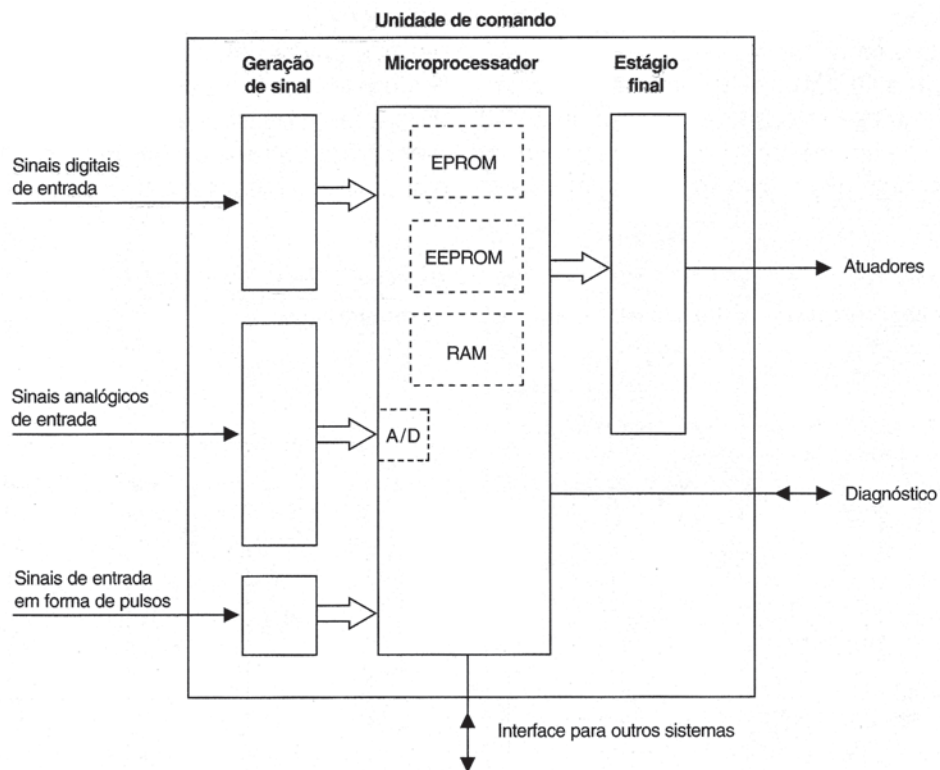 Unidade de comando
Geração
de sinal
Microprocessador
Estágio
final
EPROM
Sinais digitais
de entrada
EEPROM
Atuadores
RAM
Sinais analógicos
de entrada
A/D
Diagnóstico
Sinais de entrada
em forma de pulsos
Interface para outros sistemas